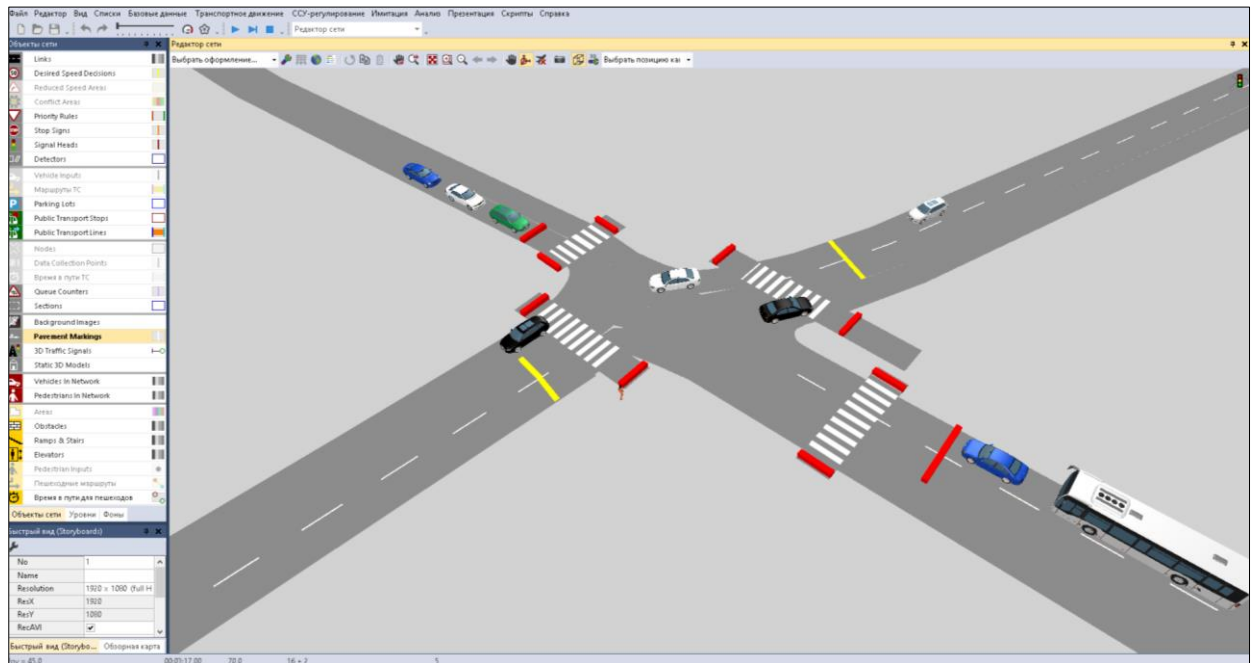 Файл Редактор Вид Списки Базовые данные Транспортное движение ССУ-регулирование Имитация Анализ Презентация Скрипты Справка
Редактор сети
Объекты сети
Редактор сети
Выбрать оформление... Выбрать позицию ка
Links
Desired Speed Decisions
Reduced Speed Areas
Conflict Areas
Priority Rules
Stop Signs
Signal Heads
Detectors
Vehicle Inputs
Маршруты ТС
Parking Lots
Public Transport Stops
Public Transport Lines
Nodes
Data Collection Points
Время в пути ТС
Queue Counters
Sections
Background Images
Pavement Markings
3D Traffic Signals
Static 3D Models
Vehicles In Network
Pedestrians In Network
Areas
Obstacles
Ramps & Stairs
Elevators
Pedestrian Inputs
Пешеходные маршруты
Время в пути для пешеходов
Объекты сети Уровни Фоны
Быстрый вид (Storyboards)
No 1
Name
Resolution 1920 x 1080 (full H
ResX 1920
ResY 1080
RecAVI
Быстрый вид (Storybo... Обзорная карта
00:01:17.00 70.0 16 + 2 5